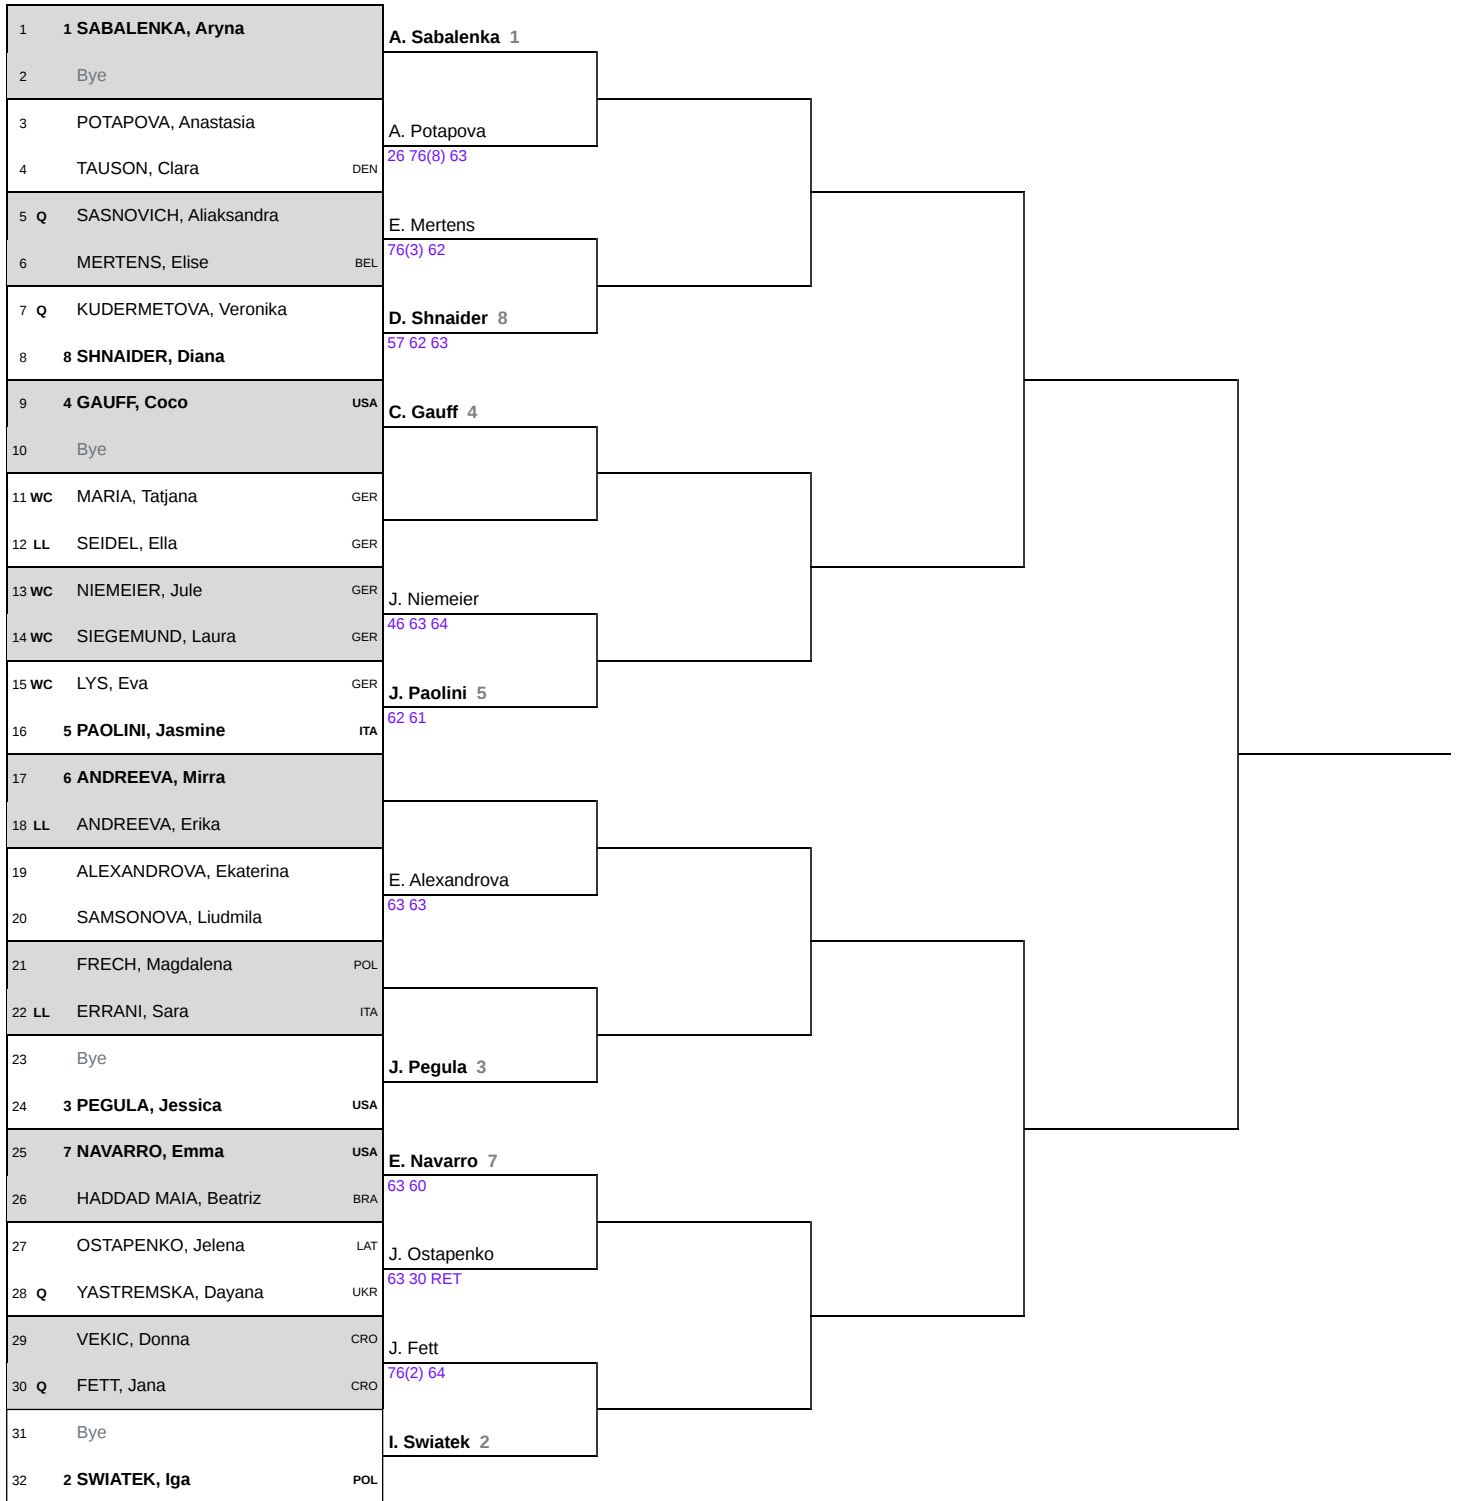 1 1 SABALENKA, Aryna
A. Sabalenka 1
2 Bye
3 POTAPOVA, Anastasia
A. Potapova
26 76(8) 63
4 TAUSON, Clara DEN
5 Q SASNOVICH, Aliaksandra
E. Mertens
76(3) 62
6 MERTENS, Elise BEL
7 Q KUDERMETOVA, Veronika
D. Shnaider 8
57 62 63
8 8 SHNAIDER, Diana
9 4 GAUFF, Coco USA
C. Gauff 4
10 Bye
11 WC MARIA, Tatjana GER
12 LL SEIDEL, Ella GER
13 WC NIEMEIER, Jule GER
J. Niemeier
46 63 64
14 WC SIEGEMUND, Laura GER
15 WC LYS, Eva GER
J. Paolini 5
62 61
16 5 PAOLINI, Jasmine ITA
17 6 ANDREEVA, Mirra
18 LL ANDREEVA, Erika
19 ALEXANDROVA, Ekaterina
E. Alexandrova
63 63
20 SAMSONOVA, Liudmila
21 FRECH, Magdalena POL
22 LL ERRANI, Sara ITA
23 Bye
J. Pegula 3
24 3 PEGULA, Jessica USA
25 7 NAVARRO, Emma USA
E. Navarro 7
63 60
26 HADDAD MAIA, Beatriz BRA
27 OSTAPENKO, Jelena LAT
J. Ostapenko
63 30 RET
28 Q YASTREMSKA, Dayana UKR
29 VEKIC, Donna CRO
J. Fett
76(2) 64
30 Q FETT, Jana CRO
31 Bye
I. Swiatek 2
32 2 SWIATEK, Iga POL